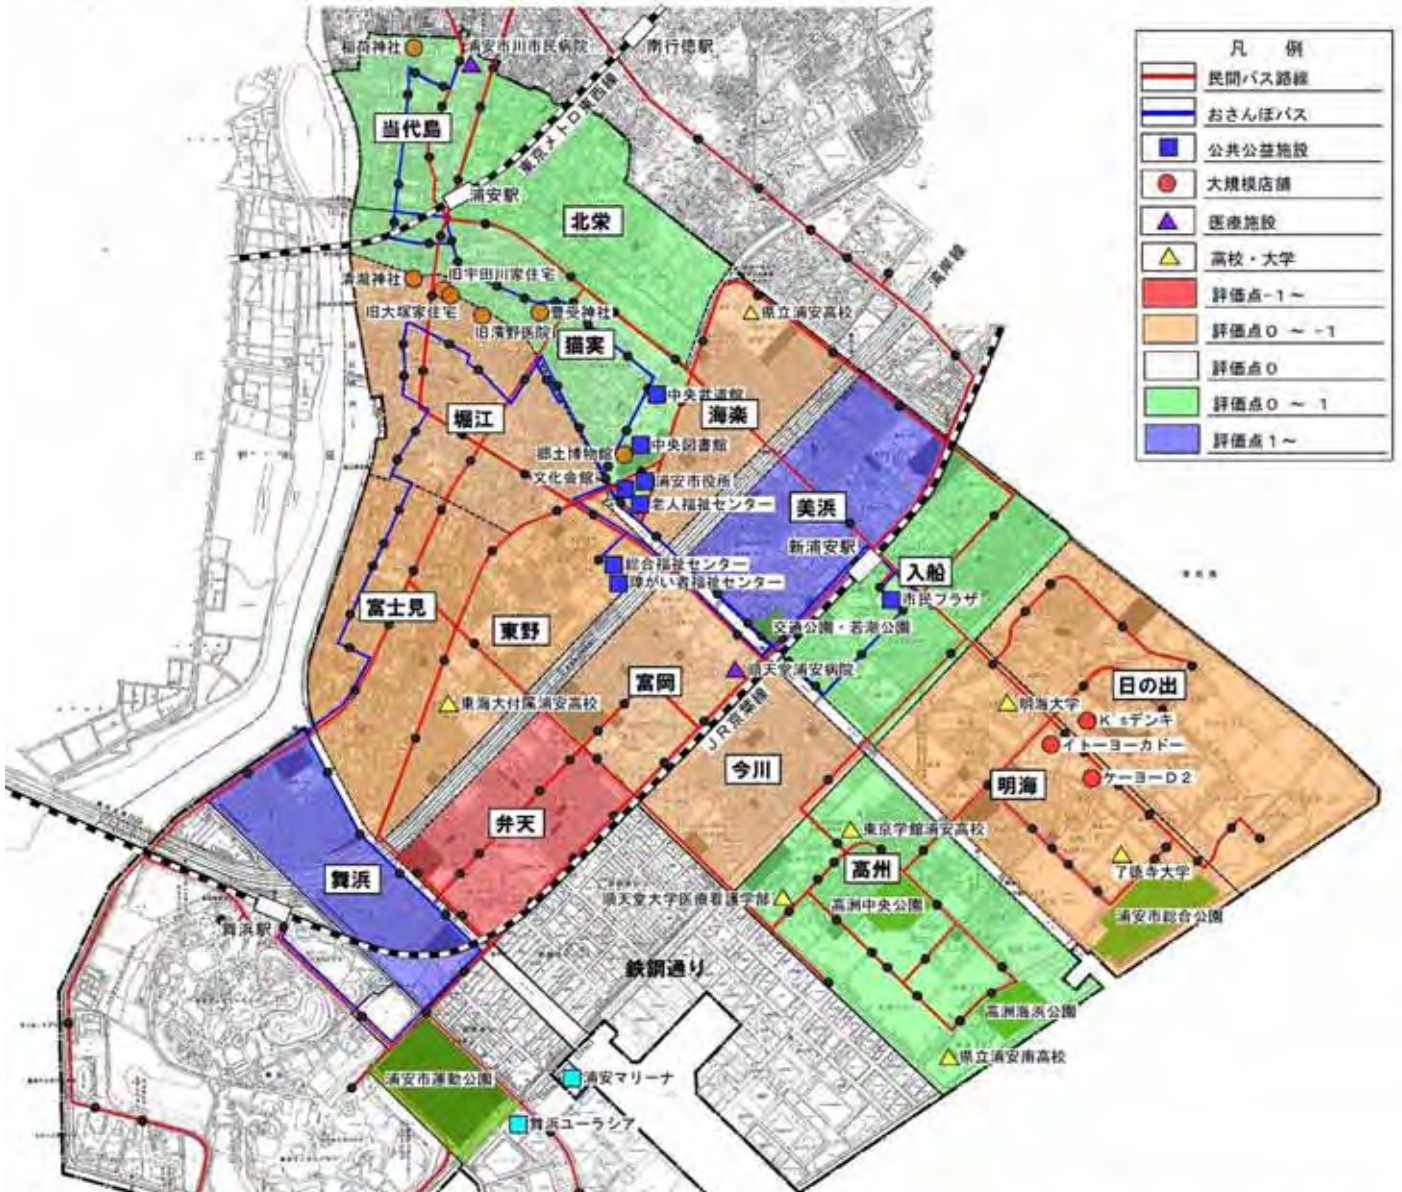 稲荷神社
浦安市川市民病院
南行徳駅
当代島
東京メトロ東西線
浦安駅
北栄
湾岸線
清瀧神社
旧宇田川家住宅
旧大塚家住宅
旧濱野医院
豊受神社
県立浦安高校
猫実
中央武道館
海楽
堀江
中央図書館
郷土博物館
文化会館
浦安市役所
老人福祉センター
美浜
新浦安駅
総合福祉センター
障がい者福祉センター
入船
市民プラザ
富士見
東野
交通公園・若潮公園
順天堂浦安病院
富岡
日の出
東海大付属浦安高校
明海大学
K'sデンキ
イトーヨーカドー
JR京葉線
今川
ケーヨーD2
明海
弁天
東京学館浦安高校
舞浜
高州
了徳寺大学
順天堂大学医療看護学部
高洲中央公園
浦安市総合公園
舞浜駅
鉄鋼通り
高洲海浜公園
県立浦安南高校
浦安市運動公園
浦安マリーナ
舞浜ユーラシア
凡 例
民間バス路線
おさんぽバス
公共公益施設
大規模店舗
医療施設
高校・大学
評価点-1~
評価点0 ~ -1
評価点0
評価点0 ~ 1
評価点1~